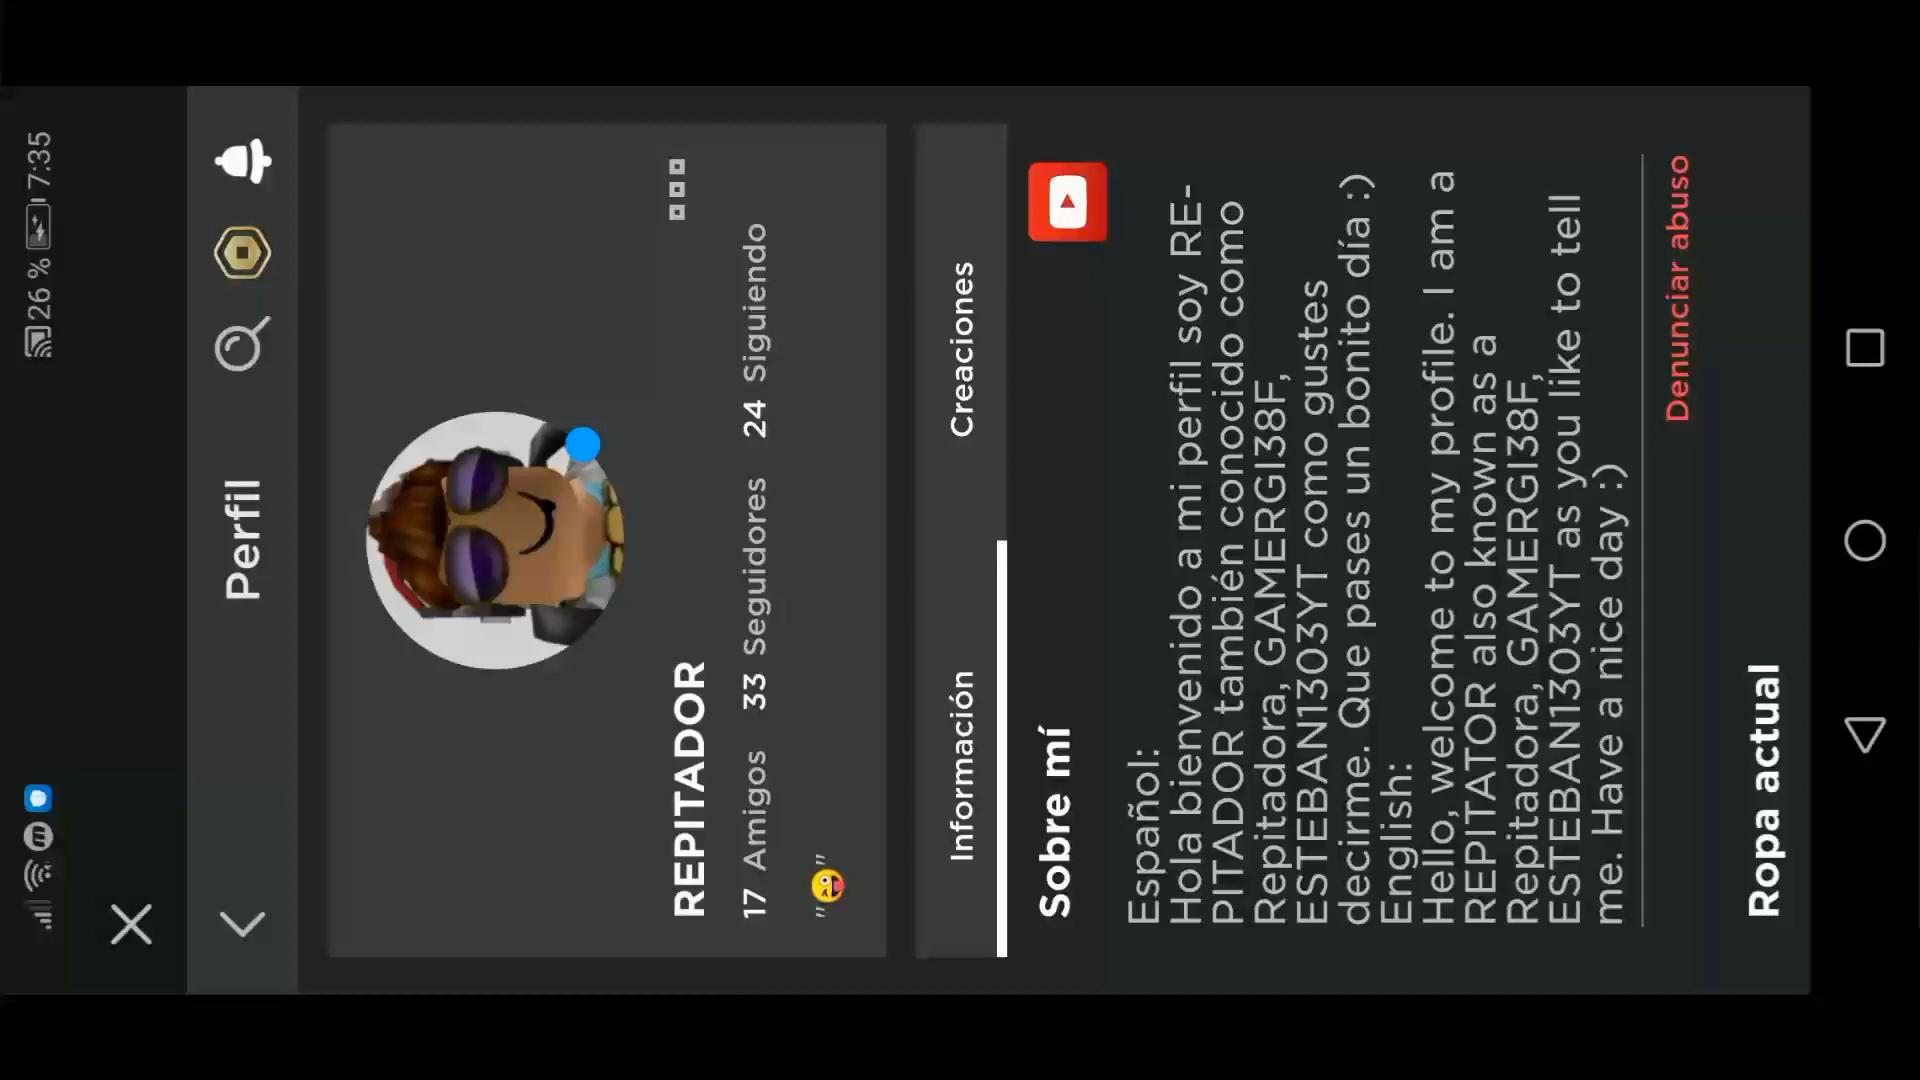 26 % 7:35
Perfil
REPITADOR
17 Amigos 33 Seguidores 24 Siguiendo
"😜"
Información Creaciones
Sobre mí
Español:
Hola bienvenido a mi perfil soy RE-
PITADOR también conocido como
Repitadora, GAMERGI38F,
ESTEBAN1303YT como gustes
decirme. Que pases un bonito día :)
English:
Hello, welcome to my profile. I am a
REPITATOR also known as a
Repitadora, GAMERGI38F,
ESTEBAN1303YT as you like to tell
me. Have a nice day :)
Denunciar abuso
Ropa actual